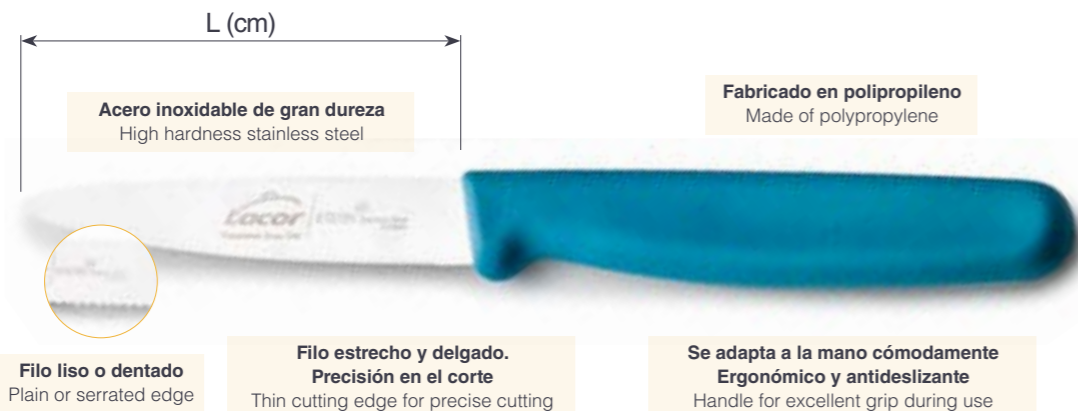 L (cm)
Acero inoxidable de gran dureza
High hardness stainless steel
Fabricado en polipropileno
Made of polypropylene
Lacor
Filo liso o dentado
Plain or serrated edge
Filo estrecho y delgado.
Precisión en el corte
Thin cutting edge for precise cutting
Se adapta a la mano cómodamente
Ergonómico y antideslizante
Handle for excellent grip during use